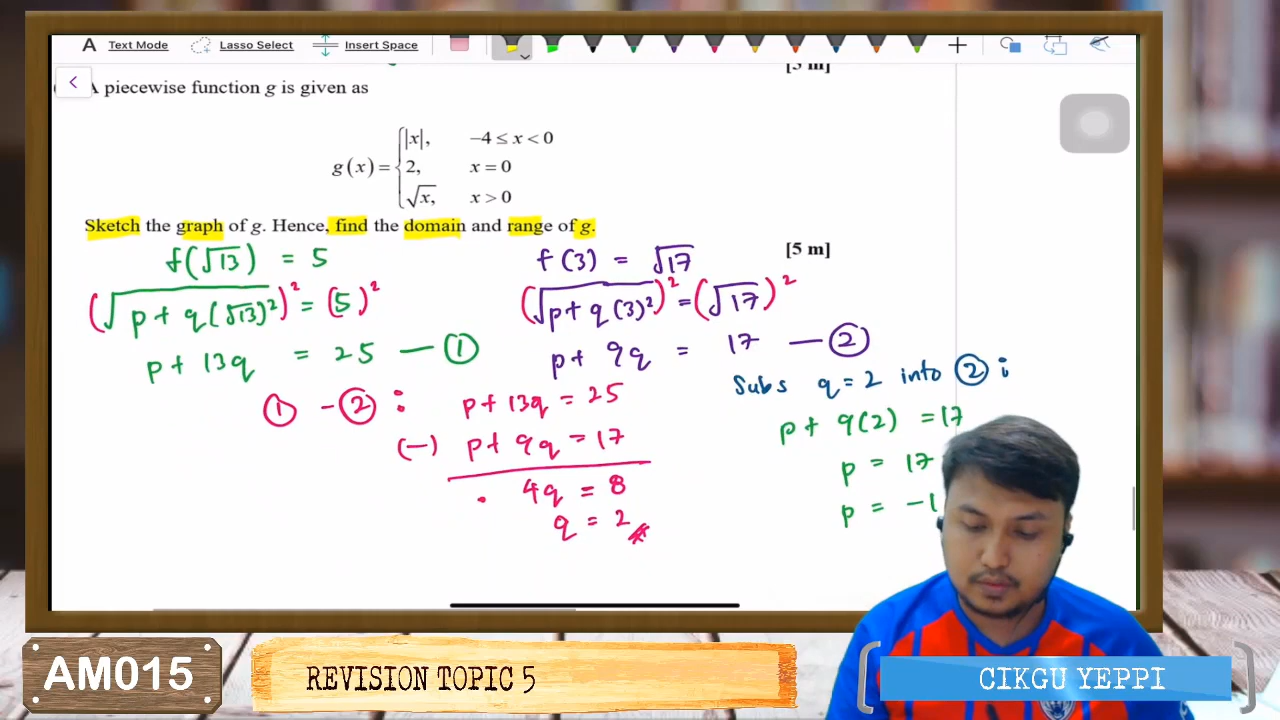 A Text Mode Lasso Select Insert Space
[5 m]
A piecewise function g is given as
g(x) = {|x|, −4 ≤ x < 0
2, x = 0
√x, x > 0
Sketch the graph of g. Hence, find the domain and range of g.
[5 m]
f(√13) = 5
(√p + q(√13)²)² = (5)²
p + 13q = 25 — ①
f(3) = √17
(√p + q(3)²)² = (√17)²
p + 9q = 17 — ②
① − ② :
p + 13q = 25
(−) p + 9q = 17
4q = 8
q = 2
Subs q = 2 into ② :
p + 9(2) = 17
p = 17
p = −1
AM015
REVISION TOPIC 5
CIKGU YEPPI